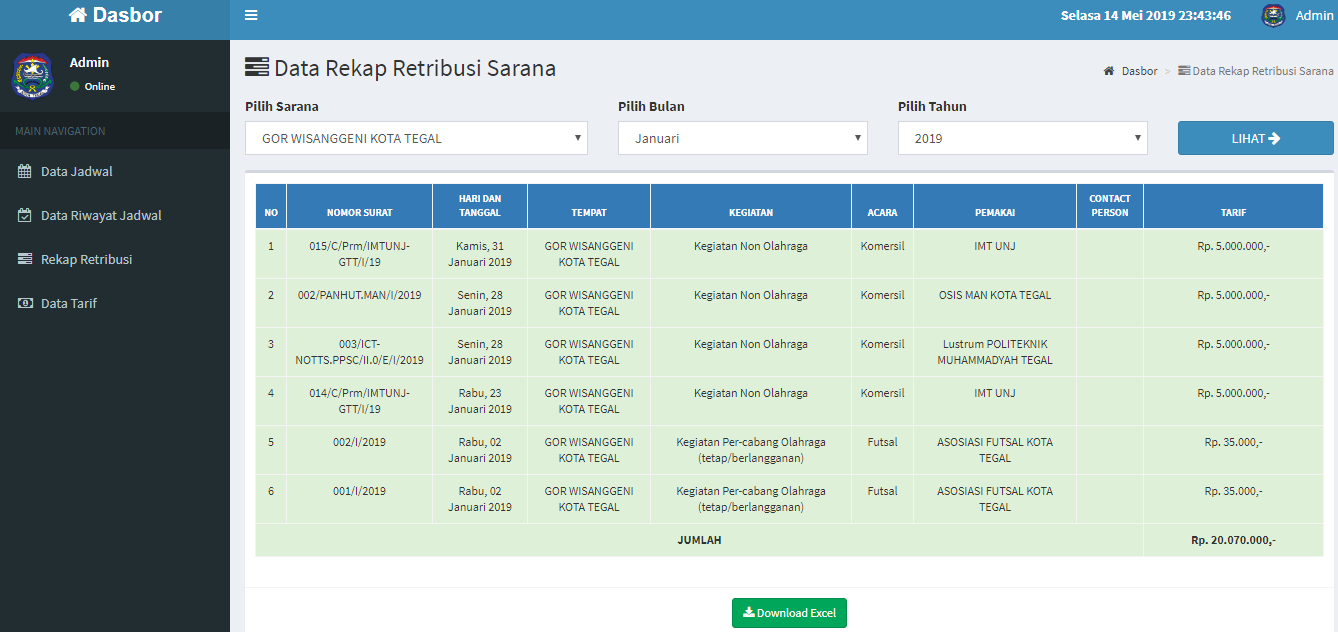 Dasbor
Selasa 14 Mei 2019 23:43:46
Admin
Admin
Online
MAIN NAVIGATION
Data Jadwal
Data Riwayat Jadwal
Rekap Retribusi
Data Tarif
Data Rekap Retribusi Sarana
Dasbor > Data Rekap Retribusi Sarana
Pilih Sarana
Pilih Bulan
Pilih Tahun
GOR WISANGGENI KOTA TEGAL
Januari
2019
LIHAT
NO
NOMOR SURAT
HARI DAN
TANGGAL
TEMPAT
KEGIATAN
ACARA
PEMAKAI
CONTACT
PERSON
TARIF
1
015/C/Prm/IMTUNJ-
GTT/I/19
Kamis, 31
Januari 2019
GOR WISANGGENI
KOTA TEGAL
Kegiatan Non Olahraga
Komersil
IMT UNJ
Rp. 5.000.000,-
2
002/PANHUT.MAN/I/2019
Senin, 28
Januari 2019
GOR WISANGGENI
KOTA TEGAL
Kegiatan Non Olahraga
Komersil
OSIS MAN KOTA TEGAL
Rp. 5.000.000,-
3
003/ICT-
NOTTS.PPSC/II.0/E/I/2019
Senin, 28
Januari 2019
GOR WISANGGENI
KOTA TEGAL
Kegiatan Non Olahraga
Komersil
Lustrum POLITEKNIK
MUHAMMADYAH TEGAL
Rp. 5.000.000,-
4
014/C/Prm/IMTUNJ-
GTT/I/19
Rabu, 23
Januari 2019
GOR WISANGGENI
KOTA TEGAL
Kegiatan Non Olahraga
Komersil
IMT UNJ
Rp. 5.000.000,-
5
002/I/2019
Rabu, 02
Januari 2019
GOR WISANGGENI
KOTA TEGAL
Kegiatan Per-cabang Olahraga
(tetap/berlangganan)
Futsal
ASOSIASI FUTSAL KOTA
TEGAL
Rp. 35.000,-
6
001/I/2019
Rabu, 02
Januari 2019
GOR WISANGGENI
KOTA TEGAL
Kegiatan Per-cabang Olahraga
(tetap/berlangganan)
Futsal
ASOSIASI FUTSAL KOTA
TEGAL
Rp. 35.000,-
JUMLAH
Rp. 20.070.000,-
Download Excel